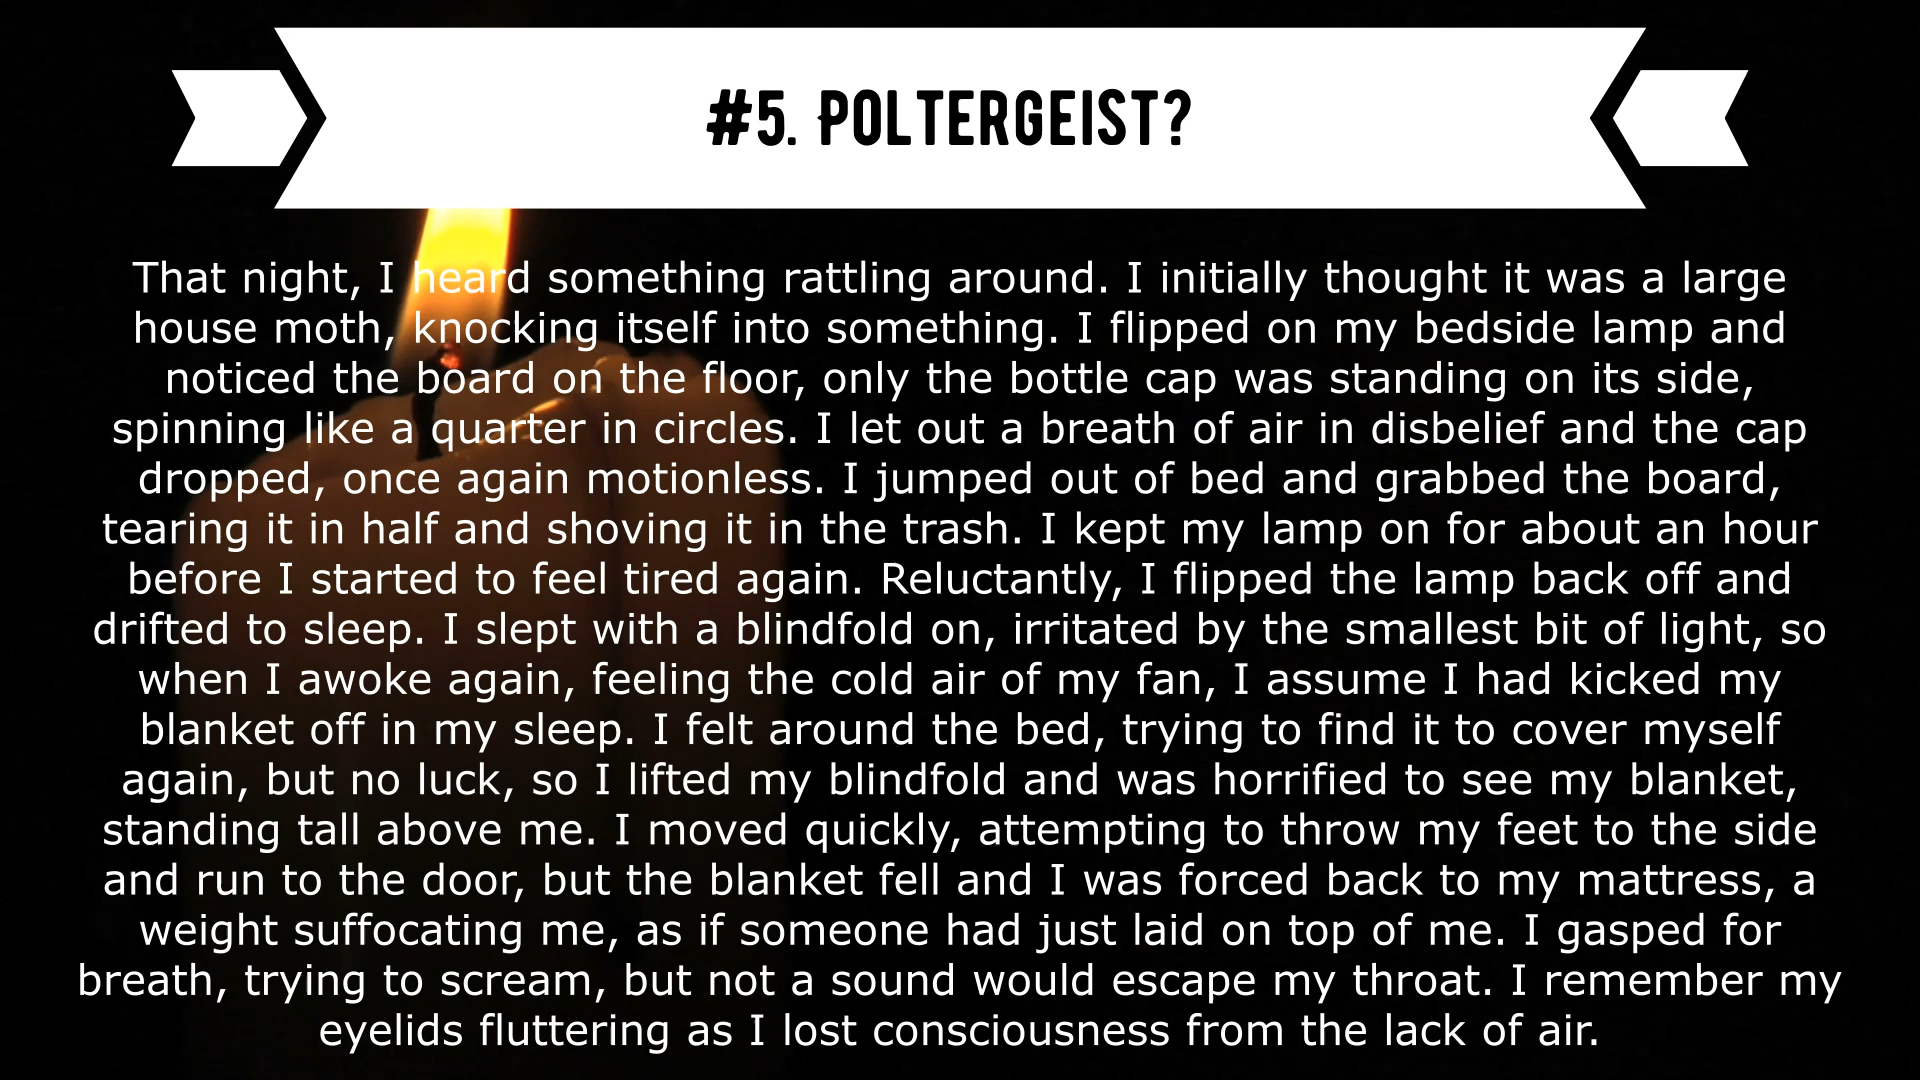 #5. POLTERGEIST?
That night, I heard something rattling around. I initially thought it was a large
house moth, knocking itself into something. I flipped on my bedside lamp and
noticed the board on the floor, only the bottle cap was standing on its side,
spinning like a quarter in circles. I let out a breath of air in disbelief and the cap
dropped, once again motionless. I jumped out of bed and grabbed the board,
tearing it in half and shoving it in the trash. I kept my lamp on for about an hour
before I started to feel tired again. Reluctantly, I flipped the lamp back off and
drifted to sleep. I slept with a blindfold on, irritated by the smallest bit of light, so
when I awoke again, feeling the cold air of my fan, I assume I had kicked my
blanket off in my sleep. I felt around the bed, trying to find it to cover myself
again, but no luck, so I lifted my blindfold and was horrified to see my blanket,
standing tall above me. I moved quickly, attempting to throw my feet to the side
and run to the door, but the blanket fell and I was forced back to my mattress, a
weight suffocating me, as if someone had just laid on top of me. I gasped for
breath, trying to scream, but not a sound would escape my throat. I remember my
eyelids fluttering as I lost consciousness from the lack of air.